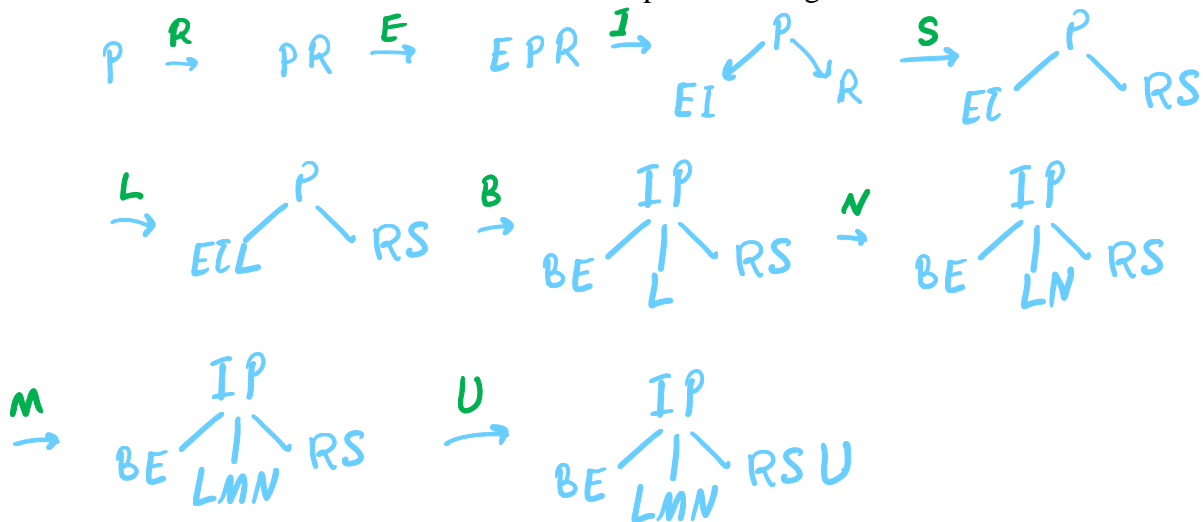 R E I S
P PR EPR P P
EI R EI RS
L B N
P IP IP
EIL RS BE L RS BE LN RS
M U
IP IP
BE LMN RS BE LMN RSU